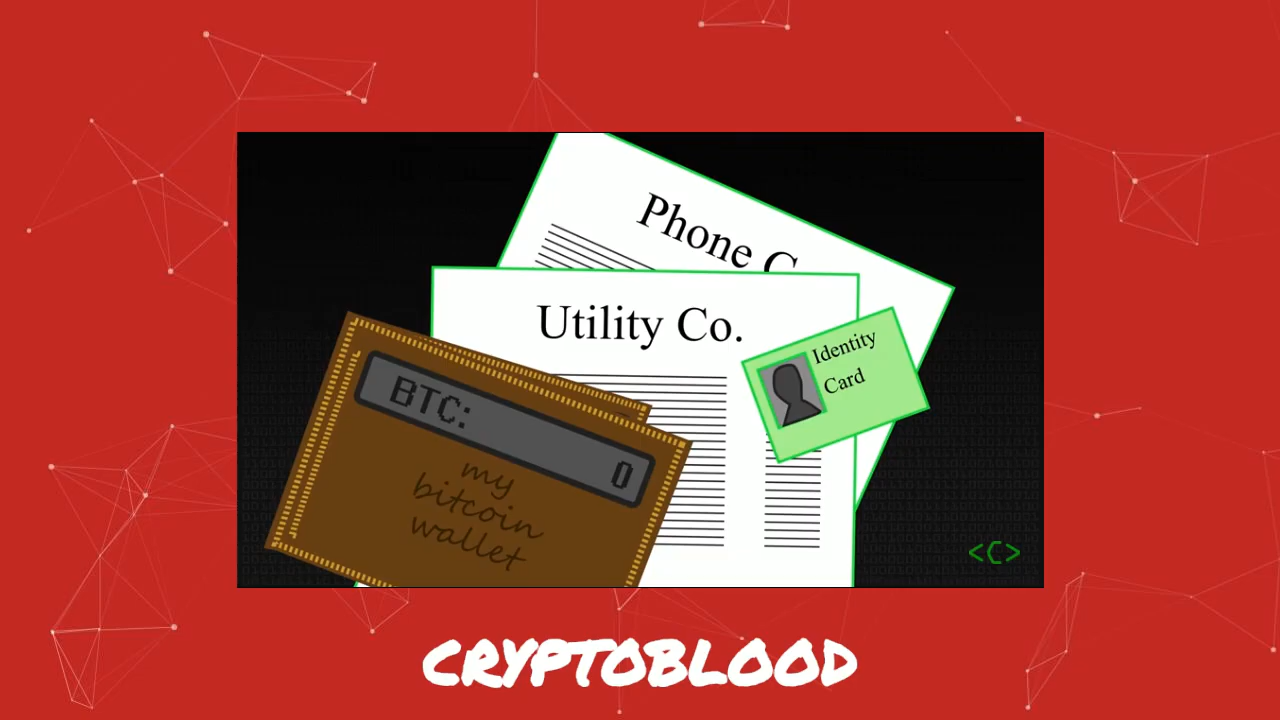 Phone C
Utility Co.
Identity
Card
BTC:
0
my
bitcoin
wallet
<C>
CRYPTOBLOOD